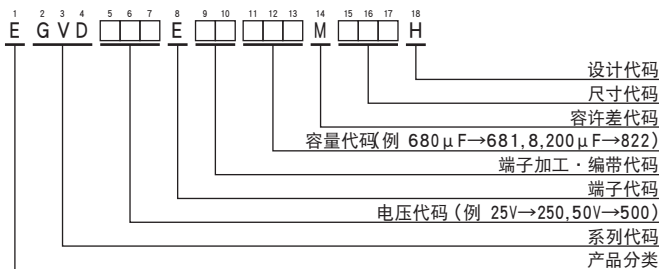 1 2 3 4 5 6 7 8 9 10 11 12 13 14 15 16 17 18
E G V D □□□ E □□ □□□ M □□□ H
设计代码
尺寸代码
容许差代码
容量代码(例 680μF→681,8,200μF→822)
端子加工・编带代码
端子代码
电压代码(例 25V→250,50V→500)
系列代码
产品分类